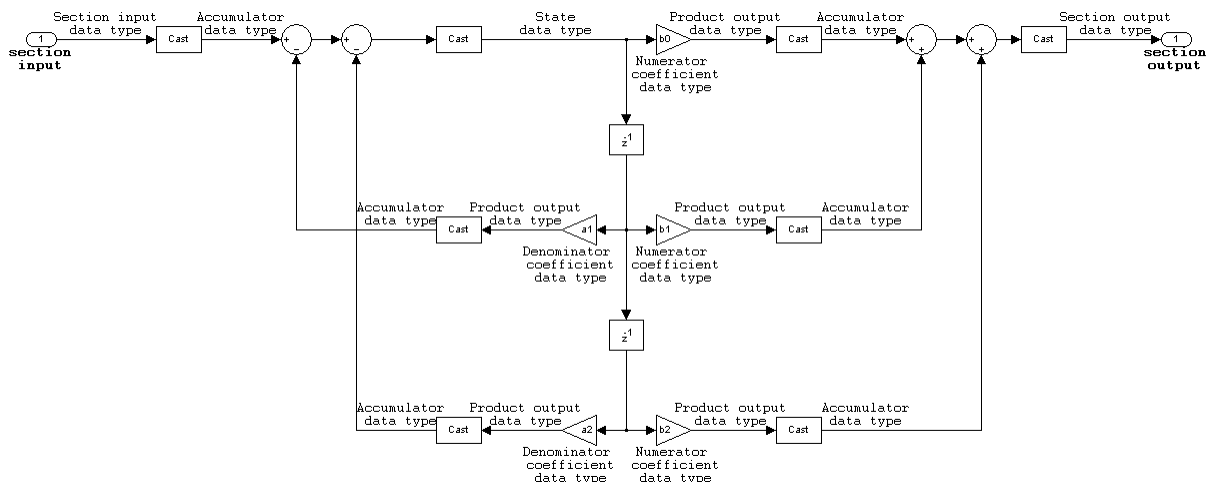 Section input
data type
Accumulator
data type
State
data type
Product output
data type
Accumulator
data type
Section output
data type
1
Cast
+
−
+
−
Cast
b0
Cast
+
+
+
+
Cast
1
section
input
section
output
Numerator
coefficient
data type
z-1
Accumulator
data type
Product output
data type
Product output
data type
Accumulator
data type
Cast
a1
b1
Cast
Denominator
coefficient
data type
Numerator
coefficient
data type
z-1
Accumulator
data type
Product output
data type
Product output
data type
Accumulator
data type
Cast
a2
b2
Cast
Denominator
coefficient
data type
Numerator
coefficient
data type